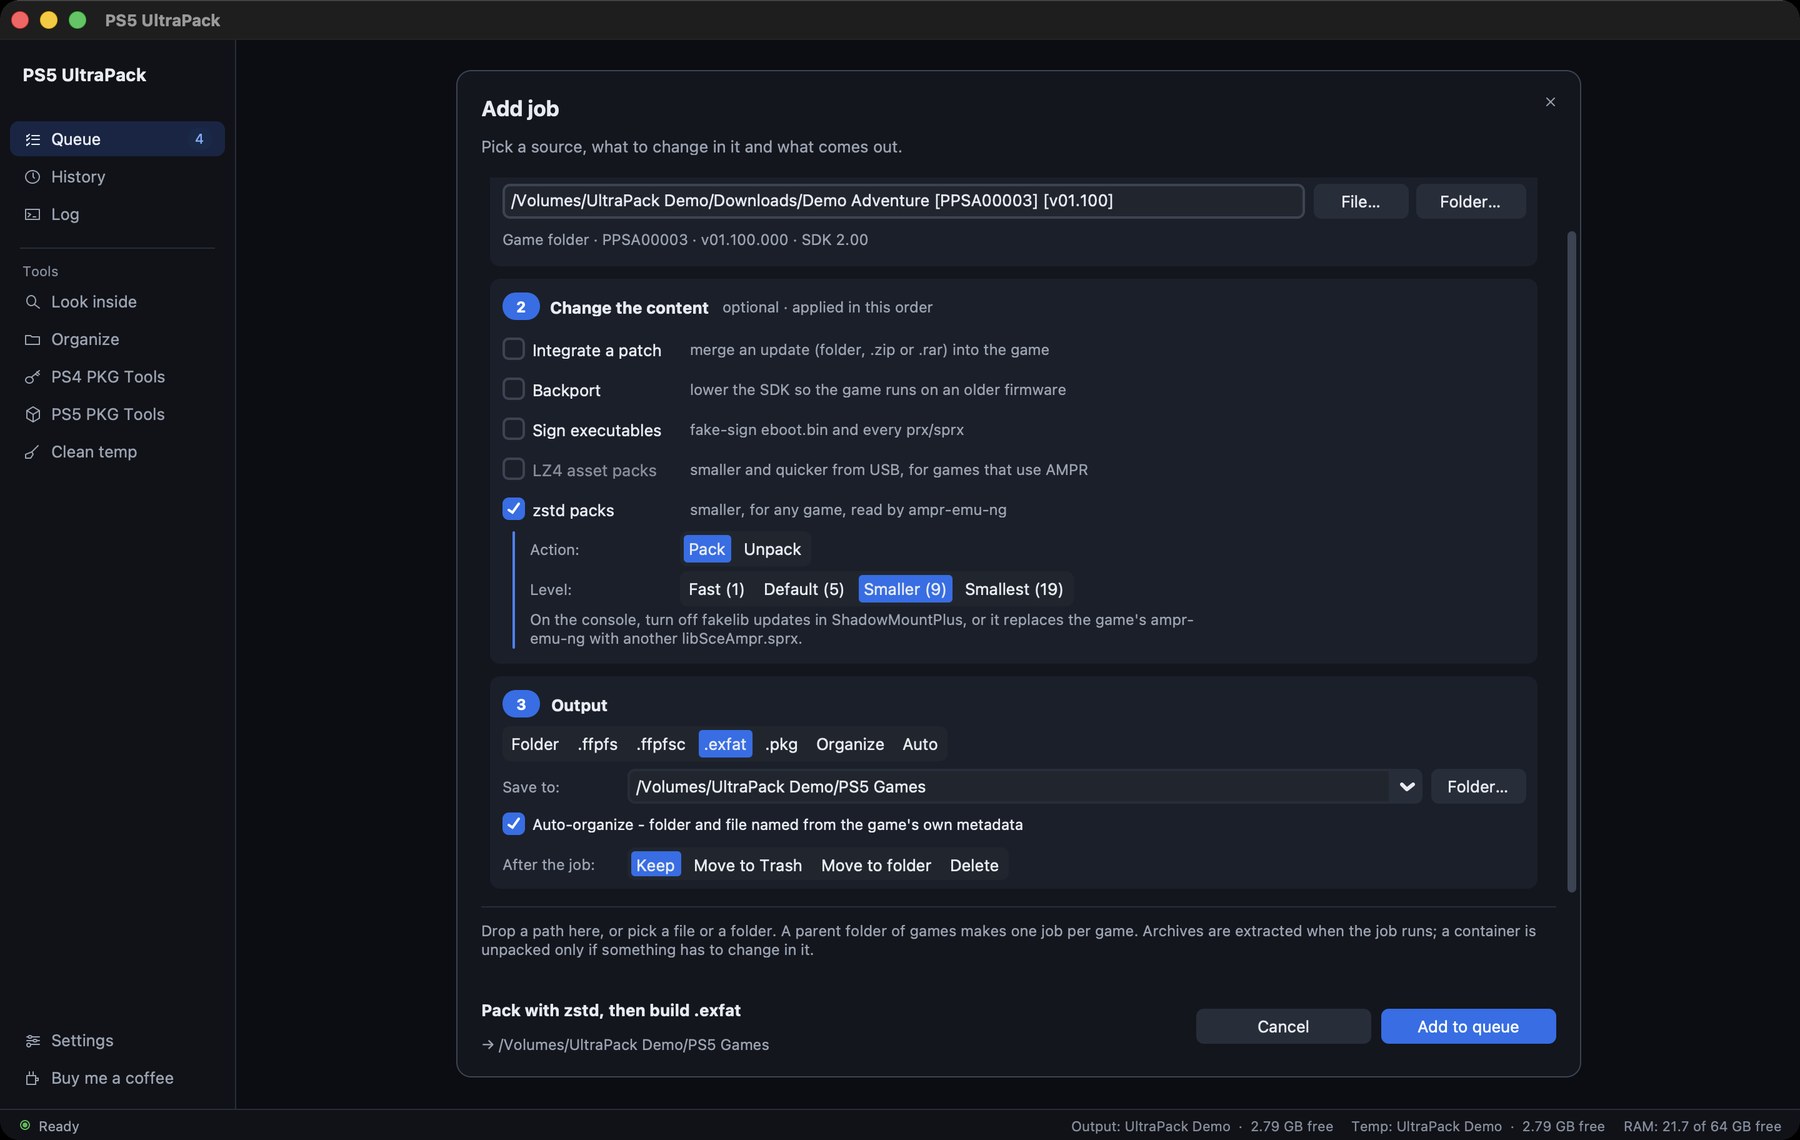 PS5 UltraPack
PS5 UltraPack
Queue 4
History
Log
Tools
Look inside
Organize
PS4 PKG Tools
PS5 PKG Tools
Clean temp
Settings
Buy me a coffee
Add job
Pick a source, what to change in it and what comes out.
/Volumes/UltraPack Demo/Downloads/Demo Adventure [PPSA00003] [v01.100] File... Folder...
Game folder · PPSA00003 · v01.100.000 · SDK 2.00
2 Change the content optional · applied in this order
Integrate a patch merge an update (folder, .zip or .rar) into the game
Backport lower the SDK so the game runs on an older firmware
Sign executables fake-sign eboot.bin and every prx/sprx
LZ4 asset packs smaller and quicker from USB, for games that use AMPR
zstd packs smaller, for any game, read by ampr-emu-ng
Action: Pack Unpack
Level: Fast (1) Default (5) Smaller (9) Smallest (19)
On the console, turn off fakelib updates in ShadowMountPlus, or it replaces the game's ampr-
emu-ng with another libSceAmpr.sprx.
3 Output
Folder .ffpfs .ffpfsc .exfat .pkg Organize Auto
Save to: /Volumes/UltraPack Demo/PS5 Games Folder...
Auto-organize - folder and file named from the game's own metadata
After the job: Keep Move to Trash Move to folder Delete
Drop a path here, or pick a file or a folder. A parent folder of games makes one job per game. Archives are extracted when the job runs; a container is
unpacked only if something has to change in it.
Pack with zstd, then build .exfat
→ /Volumes/UltraPack Demo/PS5 Games
Cancel Add to queue
Ready Output: UltraPack Demo · 2.79 GB free Temp: UltraPack Demo · 2.79 GB free RAM: 21.7 of 64 GB free